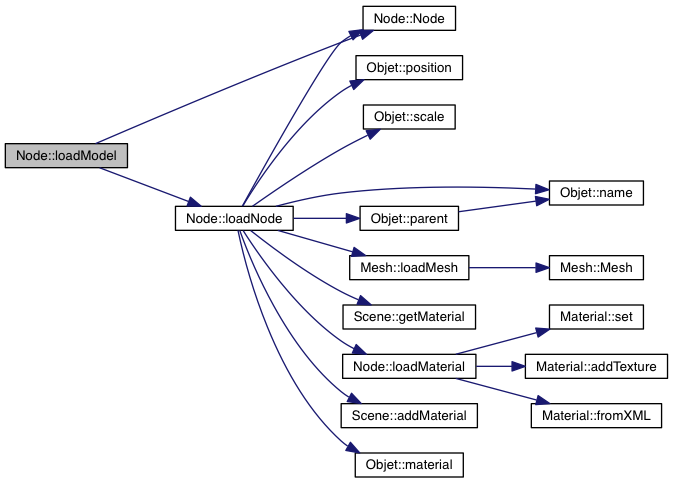 Node::Node
Objet::position
Objet::scale
Node::loadModel
Objet::name
Node::loadNode
Objet::parent
Mesh::loadMesh
Mesh::Mesh
Scene::getMaterial
Material::set
Node::loadMaterial
Material::addTexture
Scene::addMaterial
Material::fromXML
Objet::material